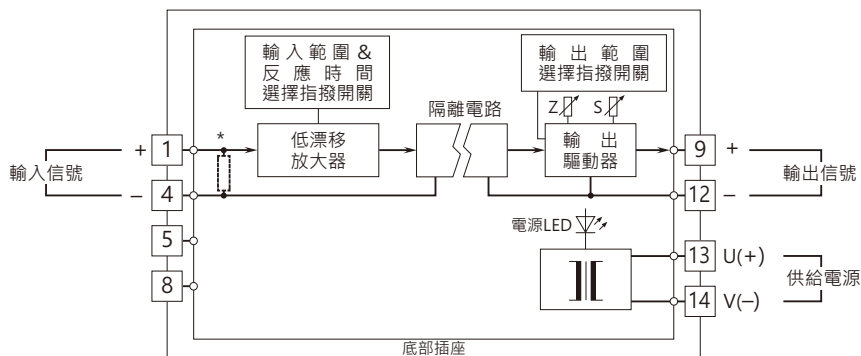 輸入範圍&
反應時間
選擇指撥開關
輸出範圍
選擇指撥開關
隔離電路
Z
S
*
低漂移
放大器
輸出
驅動器
+
1
輸入信號
–
4
5
8
9
+
輸出信號
12
–
電源LED
13
U(+)
供給電源
14
V(–)
底部插座